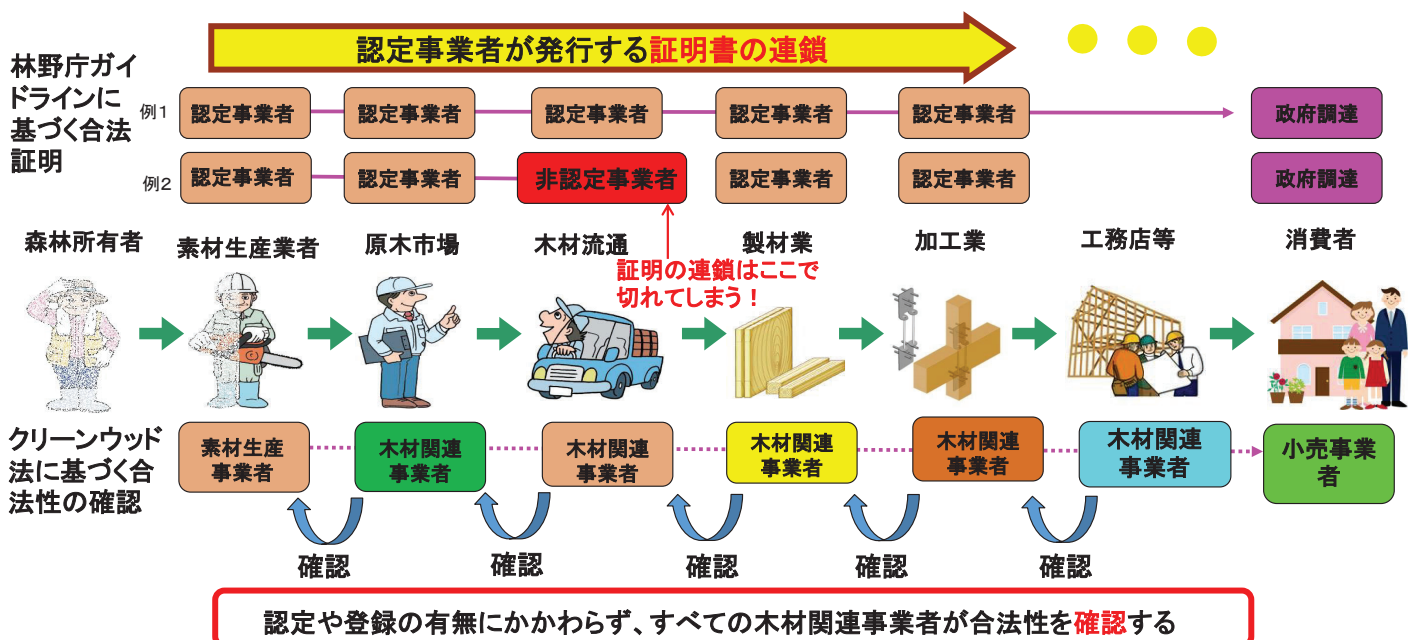 認定事業者が発行する証明書の連鎖
林野庁ガイ
ドラインに
基づく合法
証明
例1
認定事業者
認定事業者
認定事業者
認定事業者
認定事業者
政府調達
例2
認定事業者
認定事業者
非認定事業者
認定事業者
認定事業者
政府調達
森林所有者
素材生産業者
原木市場
木材流通
製材業
加工業
工務店等
消費者
証明の連鎖はここで
切れてしまう！
クリーンウッド
法に基づく合
法性の確認
素材生産
事業者
木材関連
事業者
木材関連
事業者
木材関連
事業者
木材関連
事業者
木材関連
事業者
小売事業
者
確認
確認
確認
確認
確認
認定や登録の有無にかかわらず、すべての木材関連事業者が合法性を確認する